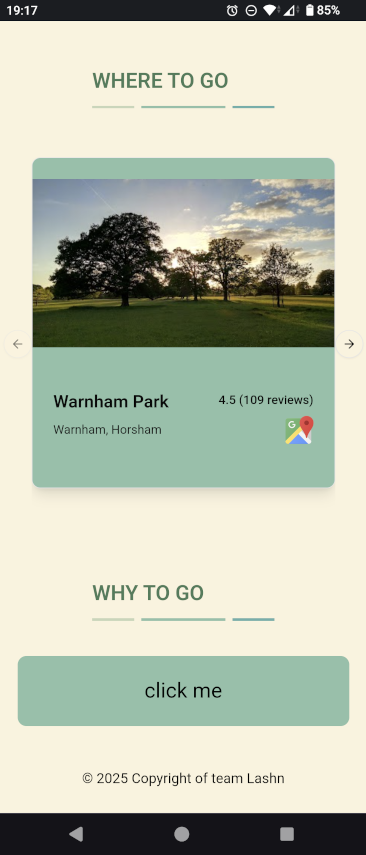 19:17
85%
WHERE TO GO
Warnham Park
4.5 (109 reviews)
Warnham, Horsham
G
WHY TO GO
click me
© 2025 Copyright of team Lashn